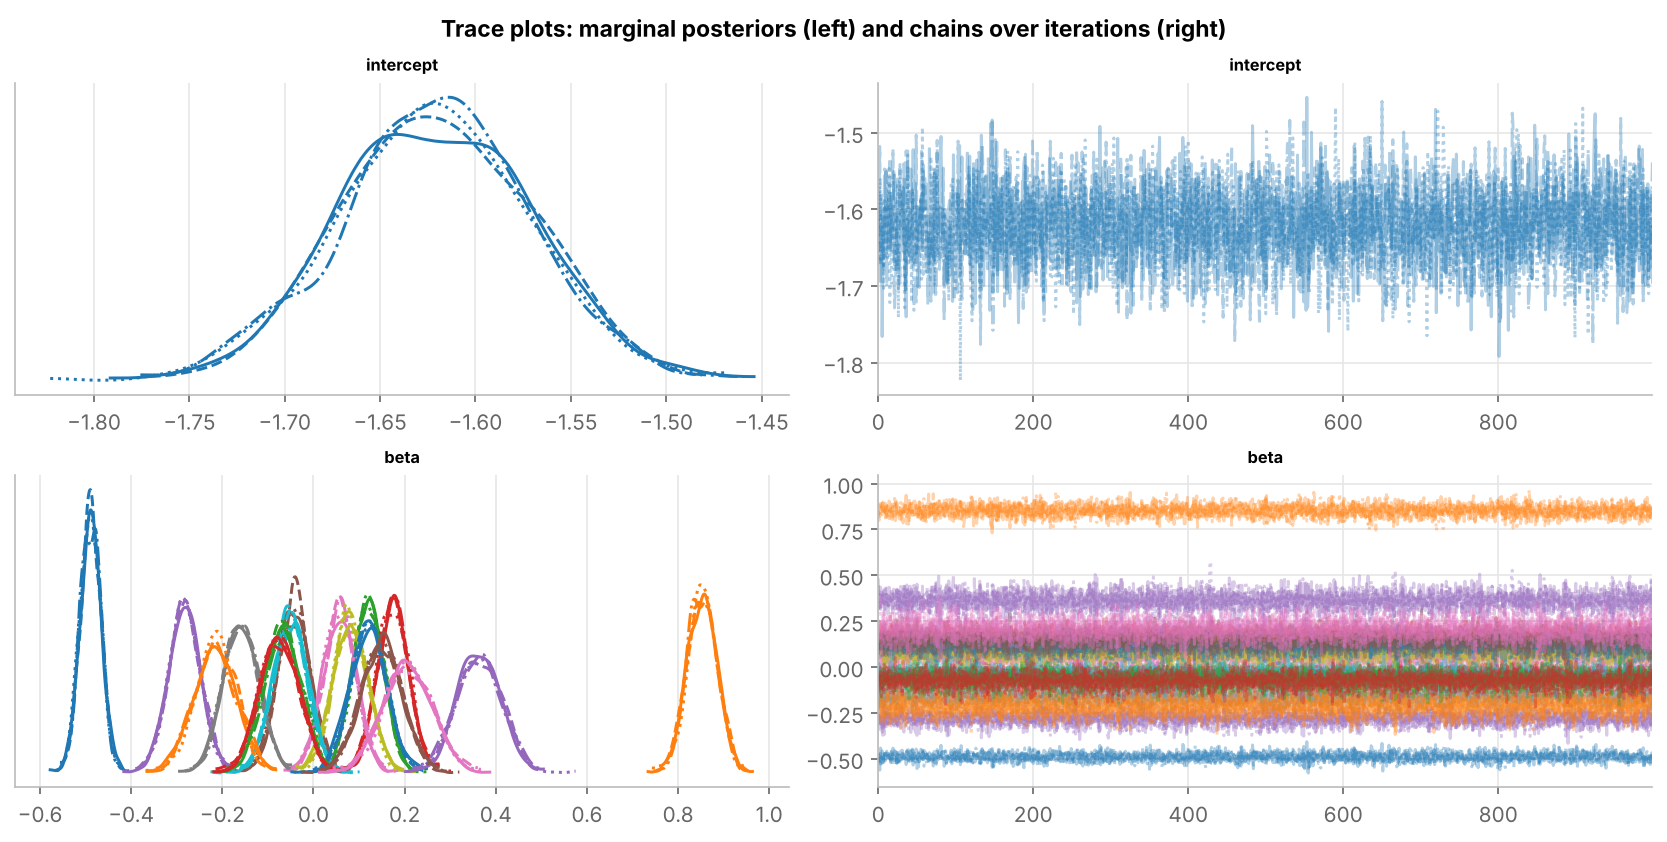 Trace plots: marginal posteriors (left) and chains over iterations (right)
intercept
−1.80 −1.75 −1.70 −1.65 −1.60 −1.55 −1.50 −1.45
intercept
−1.5
−1.6
−1.7
−1.8
0 200 400 600 800
beta
−0.6 −0.4 −0.2 0.0 0.2 0.4 0.6 0.8 1.0
beta
1.00
0.75
0.50
0.25
0.00
−0.25
−0.50
0 200 400 600 800